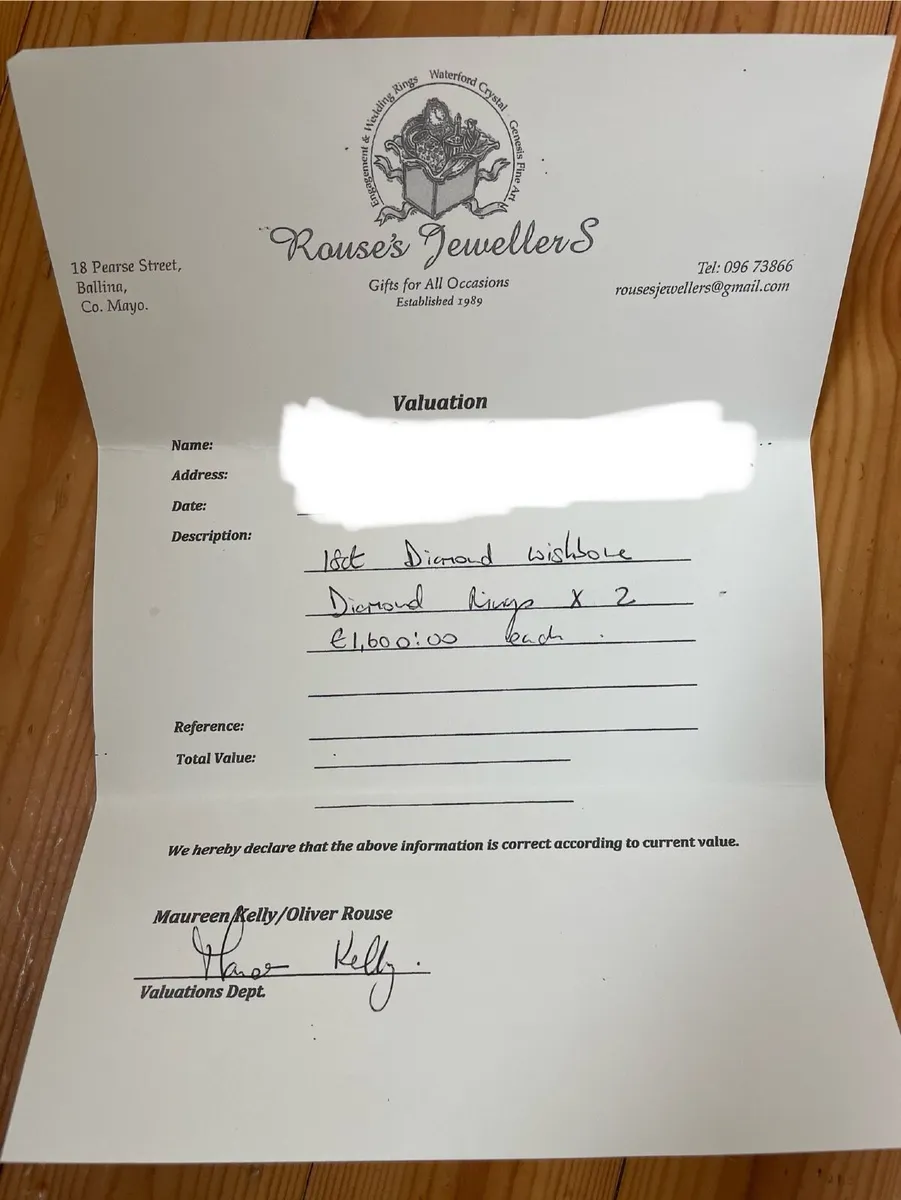 Engagement & Wedding Rings Waterford Crystal Genesis Fine Art
Rouse's Jewellers
18 Pearse Street,
Ballina,
Co. Mayo.
Gifts for All Occasions
Established 1989
Tel: 096 73866
rousesjewellers@gmail.com
Valuation
Name:
Address:
Date:
Description:
18ct Diamond wishbone
Diamond Rings X 2
€1,600:00 each.
Reference:
Total Value:
We hereby declare that the above information is correct according to current value.
Maureen Kelly/Oliver Rouse
Kelly.
Valuations Dept.